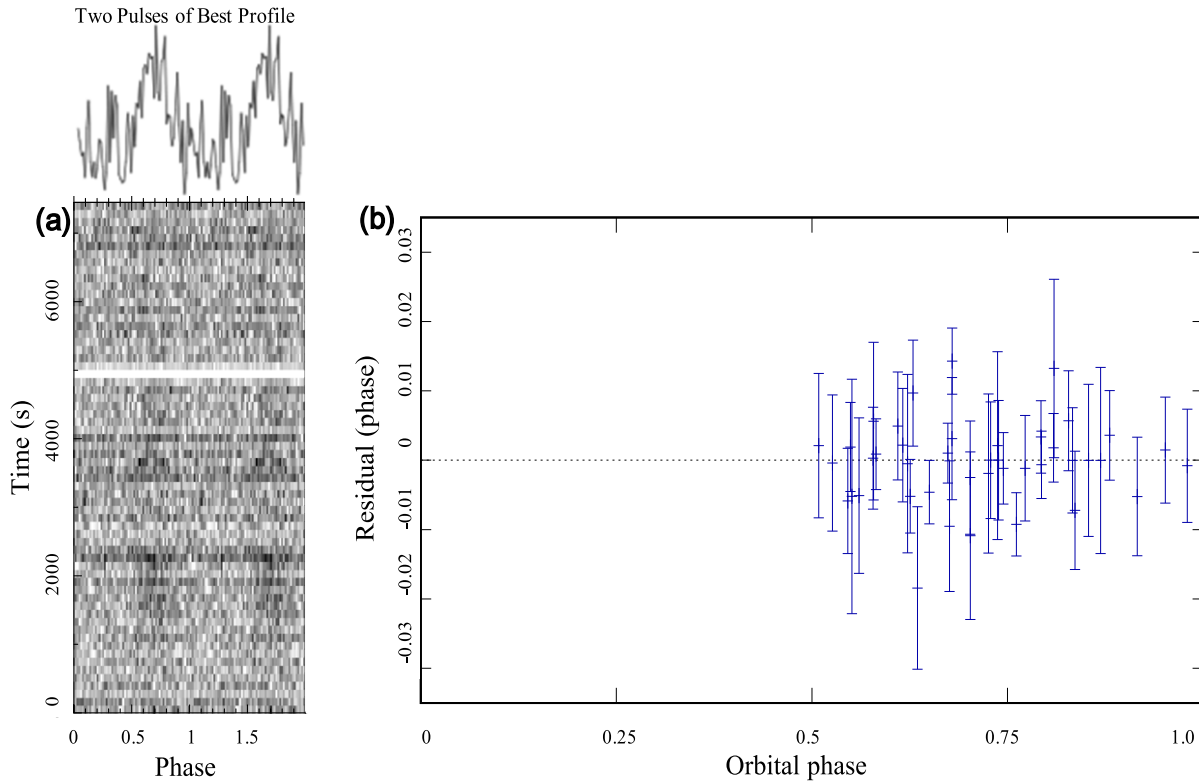 Two Pulses of Best Profile
(a)
Time (s)
6000
4000
2000
0
0 0.5 1 1.5
Phase
(b)
Residual (phase)
0.03
0.02
0.01
0
-0.01
-0.02
-0.03
0 0.25 0.5 0.75 1.0
Orbital phase